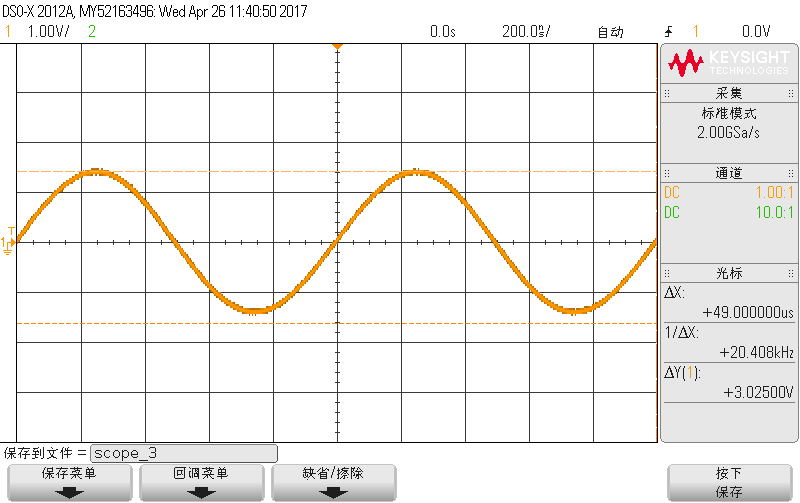 DSO-X 2012A, MY52163496: Wed Apr 26 11:40:50 2017
1 1.00V/ 2 0.0s 200.0ns/ 自动 1 0.0V
KEYSIGHT
TECHNOLOGIES
采集
标准模式
2.00GSa/s
通道
DC 1.00:1
DC 10.0:1
T
1
光标
ΔX:
+49.000000us
1/ΔX:
+20.408kHz
ΔY(1):
+3.02500V
保存到文件 = scope_3
保存菜单 回调菜单 缺省/擦除 按下
保存